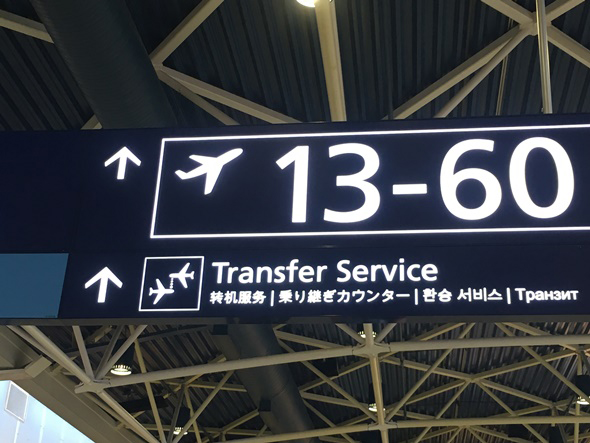 13-60
Transfer Service
转机服务 | 乗り継ぎカウンター | 환승 서비스 | Транзит